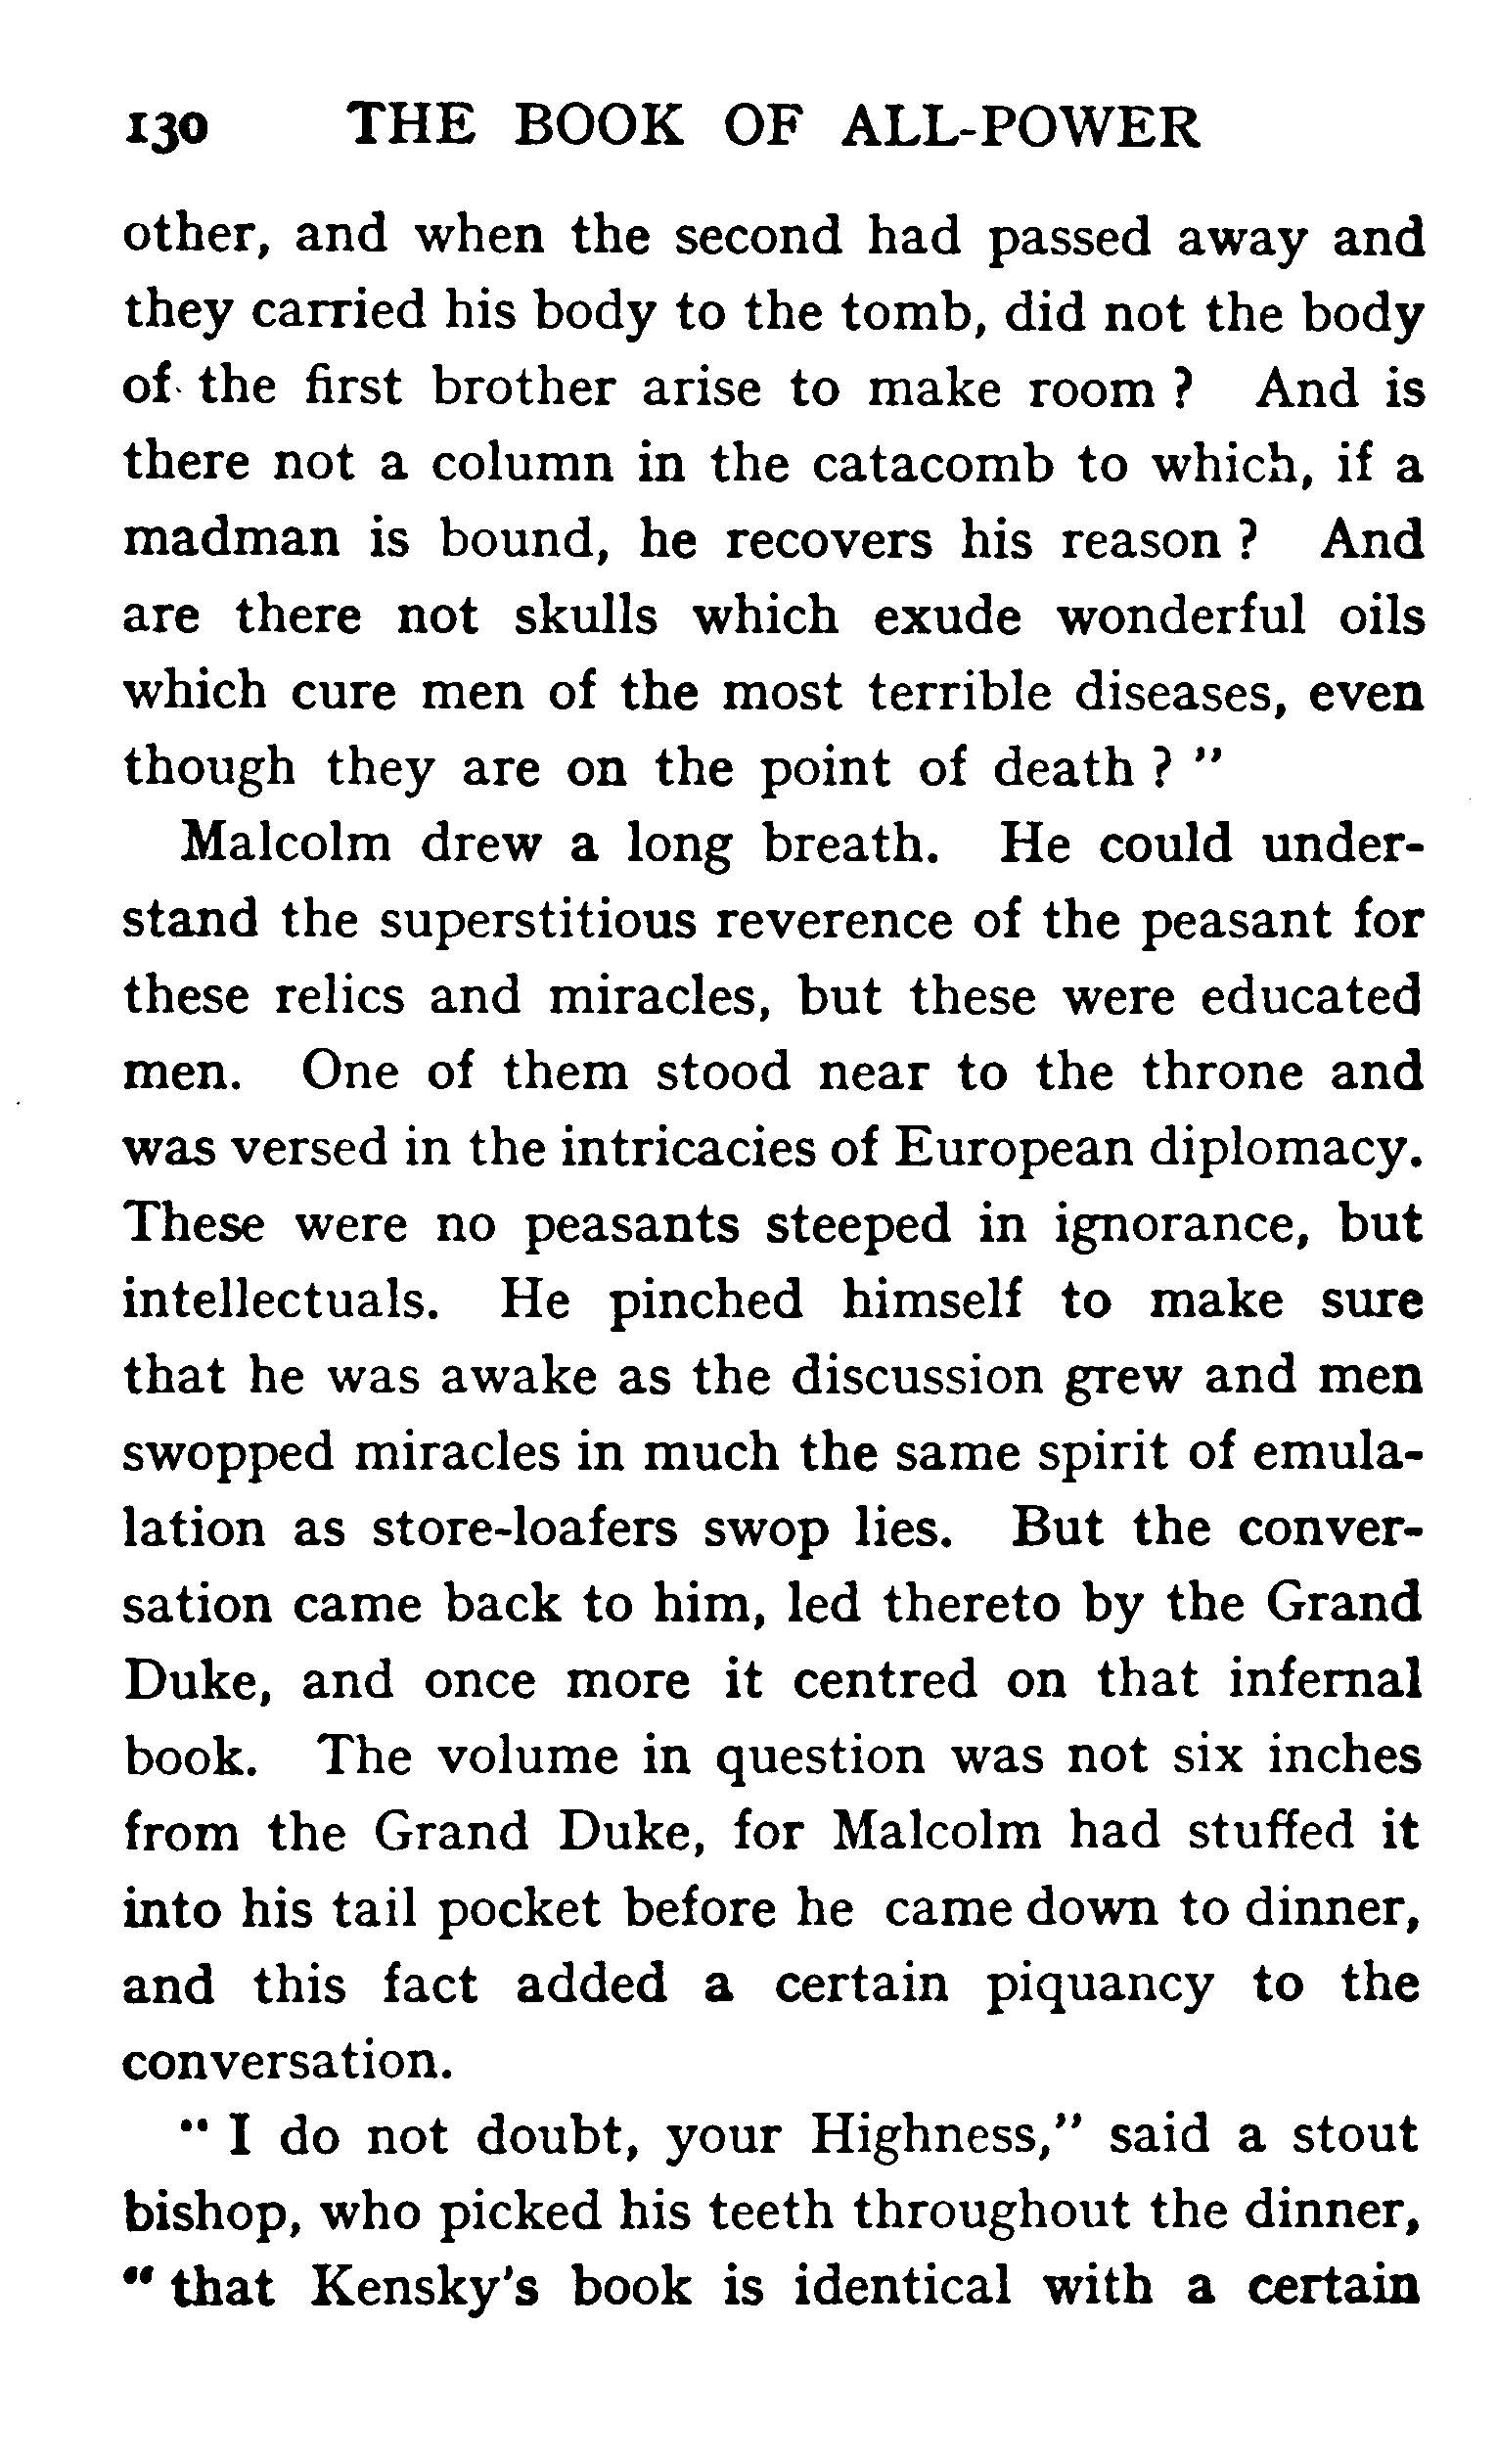 130 THE BOOK OF ALL-POWER
other, and when the second had passed away and
they carried his body to the tomb, did not the body
of the first brother arise to make room ? And is
there not a column in the catacomb to which, if a
madman is bound, he recovers his reason ? And
are there not skulls which exude wonderful oils
which cure men of the most terrible diseases, even
though they are on the point of death ? "
Malcolm drew a long breath. He could under-
stand the superstitious reverence of the peasant for
these relics and miracles, but these were educated
men. One of them stood near to the throne and
was versed in the intricacies of European diplomacy.
These were no peasants steeped in ignorance, but
intellectuals. He pinched himself to make sure
that he was awake as the discussion grew and men
swopped miracles in much the same spirit of emula-
lation as store-loafers swop lies. But the conver-
sation came back to him, led thereto by the Grand
Duke, and once more it centred on that infernal
book. The volume in question was not six inches
from the Grand Duke, for Malcolm had stuffed it
into his tail pocket before he came down to dinner,
and this fact added a certain piquancy to the
conversation.
" I do not doubt, your Highness," said a stout
bishop, who picked his teeth throughout the dinner,
" that Kensky's book is identical with a certain